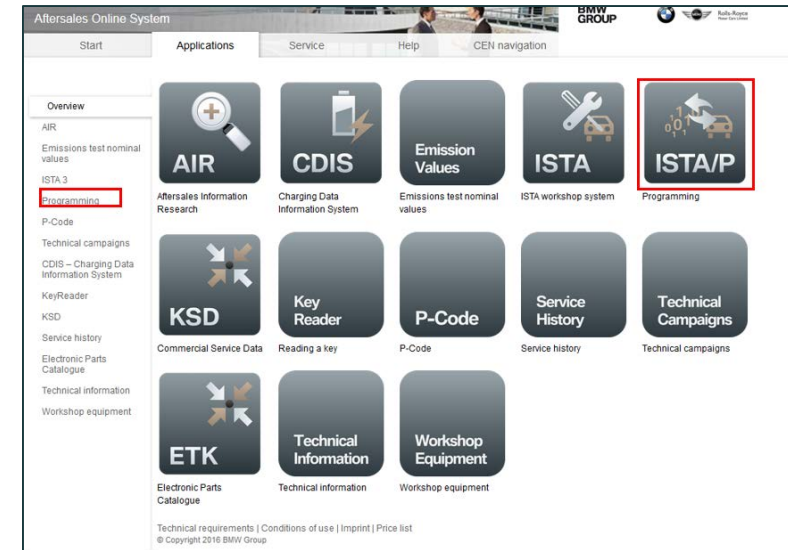 Aftersales Online System
BMW
GROUP
Rolls-Royce
Motor Cars Limited
Start
Applications
Service
Help
CEN navigation
Overview
AIR
Emissions test nominal
values
ISTA 3
Programming
P-Code
Technical campaigns
CDIS – Charging Data
Information System
KeyReader
KSD
Service history
Electronic Parts
Catalogue
Technical information
Workshop equipment
AIR
CDIS
Emission
Values
ISTA
ISTA/P
Aftersales Information
Research
Charging Data
Information System
Emissions test nominal
values
ISTA workshop system
Programming
KSD
Key
Reader
P-Code
Service
History
Technical
Campaigns
Commercial Service Data
Reading a key
P-Code
Service history
Technical campaigns
ETK
Technical
Information
Workshop
Equipment
Electronic Parts
Catalogue
Technical information
Workshop equipment
Technical requirements | Conditions of use | Imprint | Price list
© Copyright 2016 BMW Group